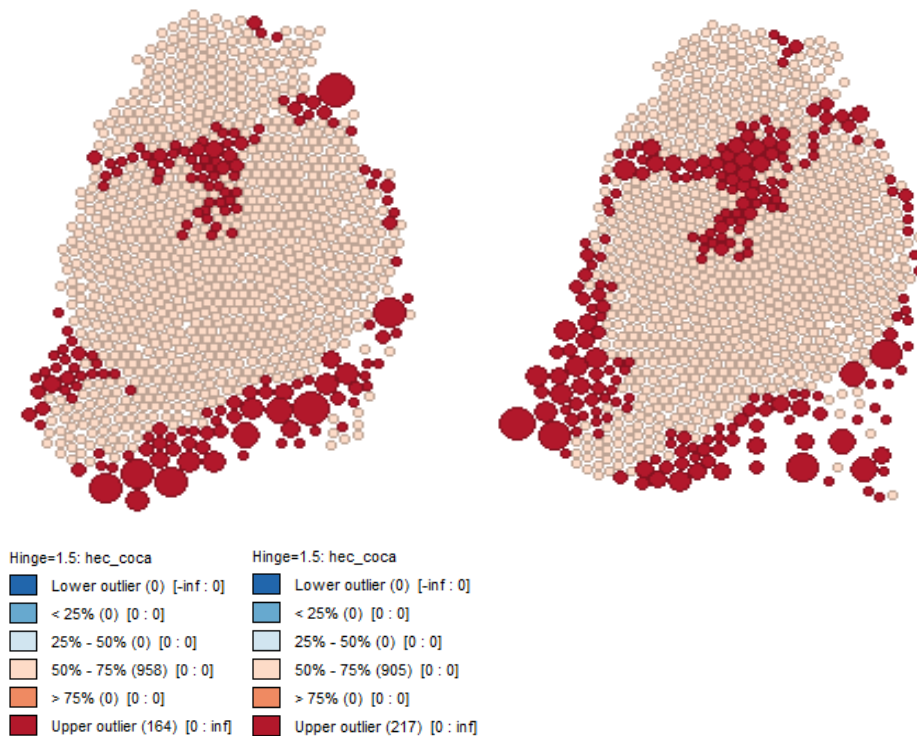 Hinge=1.5: hec_coca
Lower outlier (0) [-inf : 0]
< 25% (0) [0 : 0]
25% - 50% (0) [0 : 0]
50% - 75% (958) [0 : 0]
> 75% (0) [0 : 0]
Upper outlier (164) [0 : inf]
Hinge=1.5: hec_coca
Lower outlier (0) [-inf : 0]
< 25% (0) [0 : 0]
25% - 50% (0) [0 : 0]
50% - 75% (905) [0 : 0]
> 75% (0) [0 : 0]
Upper outlier (217) [0 : inf]